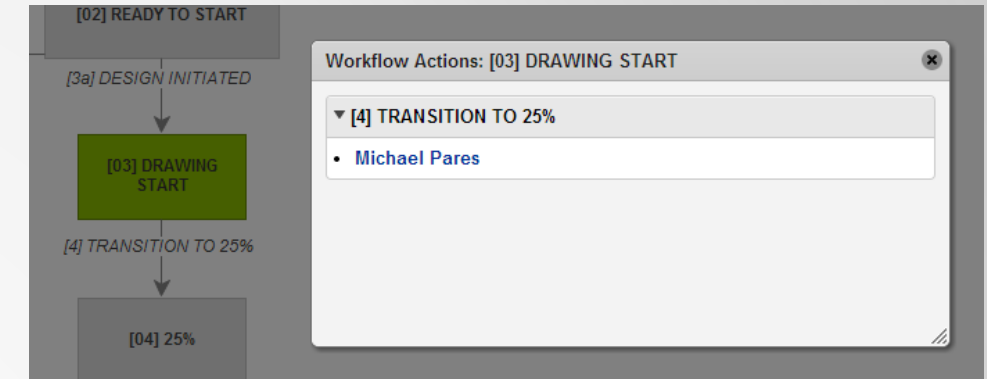 [02] READY TO START
[3a] DESIGN INITIATED
[03] DRAWING
START
[4] TRANSITION TO 25%
[04] 25%
Workflow Actions: [03] DRAWING START
[4] TRANSITION TO 25%
• Michael Pares